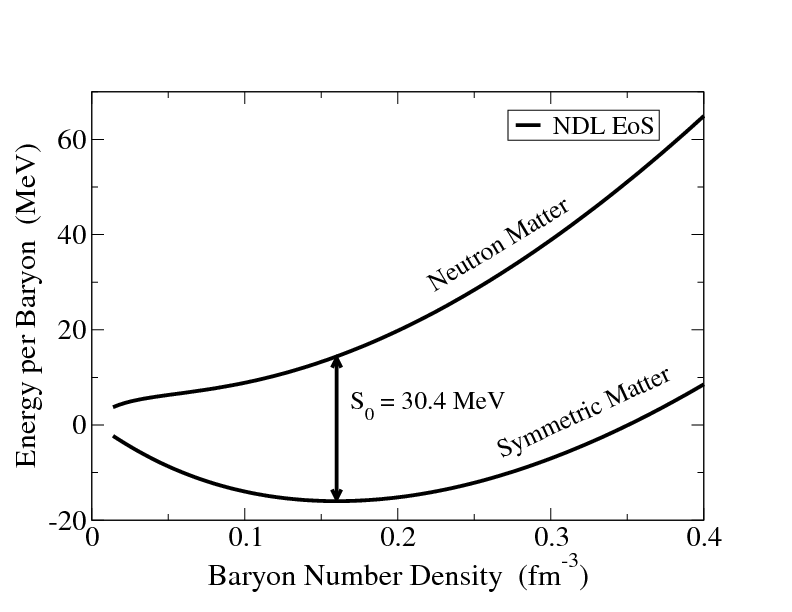 NDL EoS
60
40
20
0
-20
Energy per Baryon (MeV)
Neutron Matter
S0 = 30.4 MeV
Symmetric Matter
0 0.1 0.2 0.3 0.4
Baryon Number Density (fm-3)